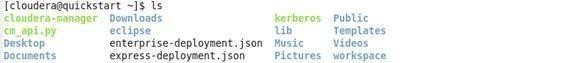 [cloudera@quickstart ~]$ ls
cloudera-manager  Downloads                   kerberos  Public
cm_api.py         eclipse                     lib       Templates
Desktop           enterprise-deployment.json  Music     Videos
Documents         express-deployment.json     Pictures  workspace